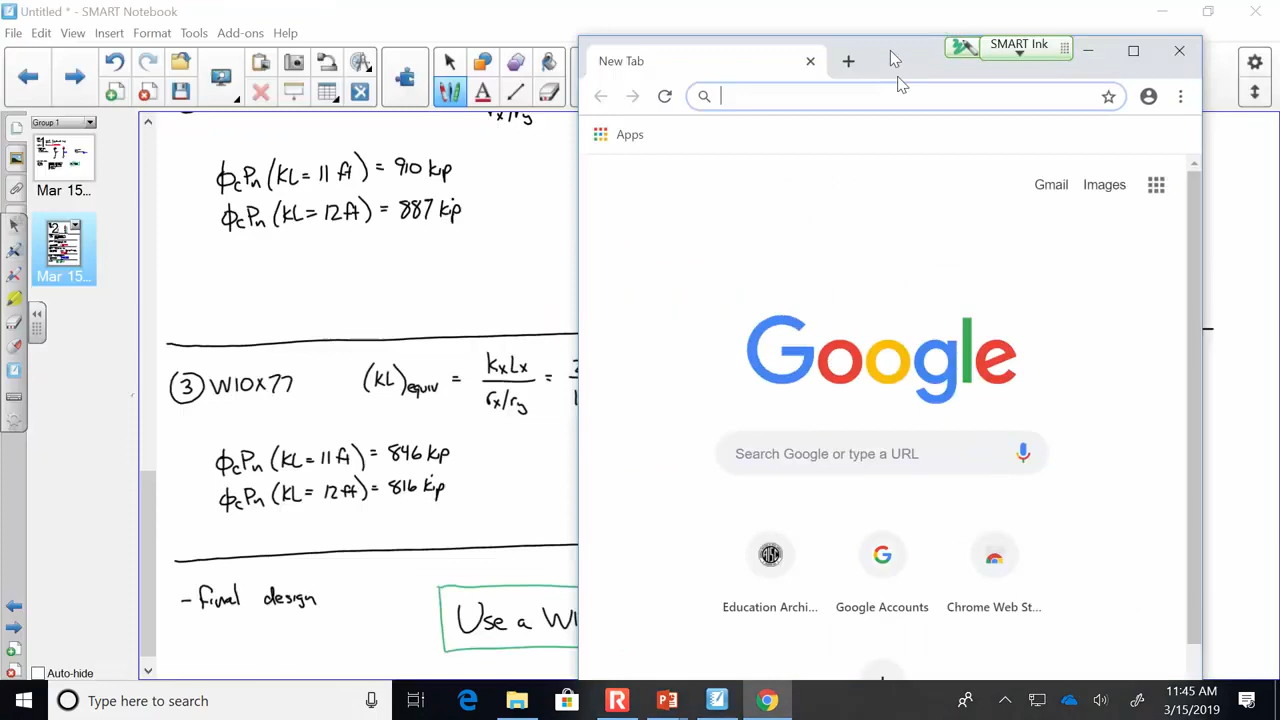 Untitled * - SMART Notebook
File Edit View Insert Format Tools Add-ons Help
SMART Ink
New Tab
Group 1
Apps
Gmail Images
Mar 15...
Mar 15...
rx/ry
ϕcPn (KL = 11 ft) = 910 kip
ϕcPn (KL = 12 ft) = 887 kip
③ W10x77 (KL)equiv = KxLx / rx/ry =
ϕcPn (KL = 11 ft) = 846 kip
ϕcPn (KL = 12 ft) = 816 kip
- final design
Use a W
Google
Search Google or type a URL
Education Archi... Google Accounts Chrome Web St...
Auto-hide
Type here to search
11:45 AM
3/15/2019